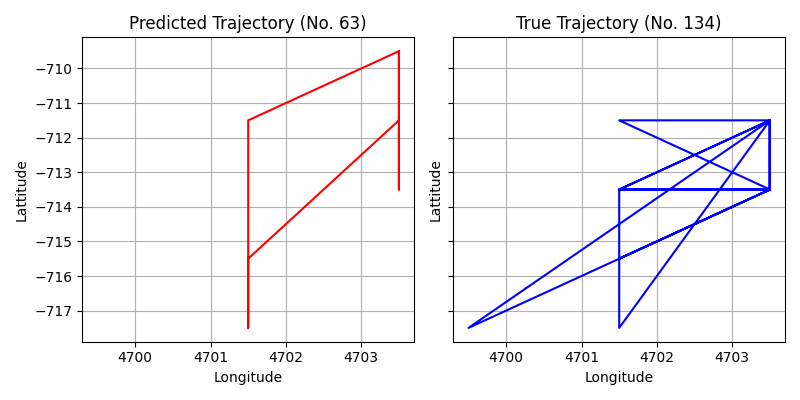 Predicted Trajectory (No. 63)
True Trajectory (No. 134)
−710
−711
−712
−713
−714
−715
−716
−717
Lattitude
Lattitude
4700 4701 4702 4703
4700 4701 4702 4703
Longitude
Longitude